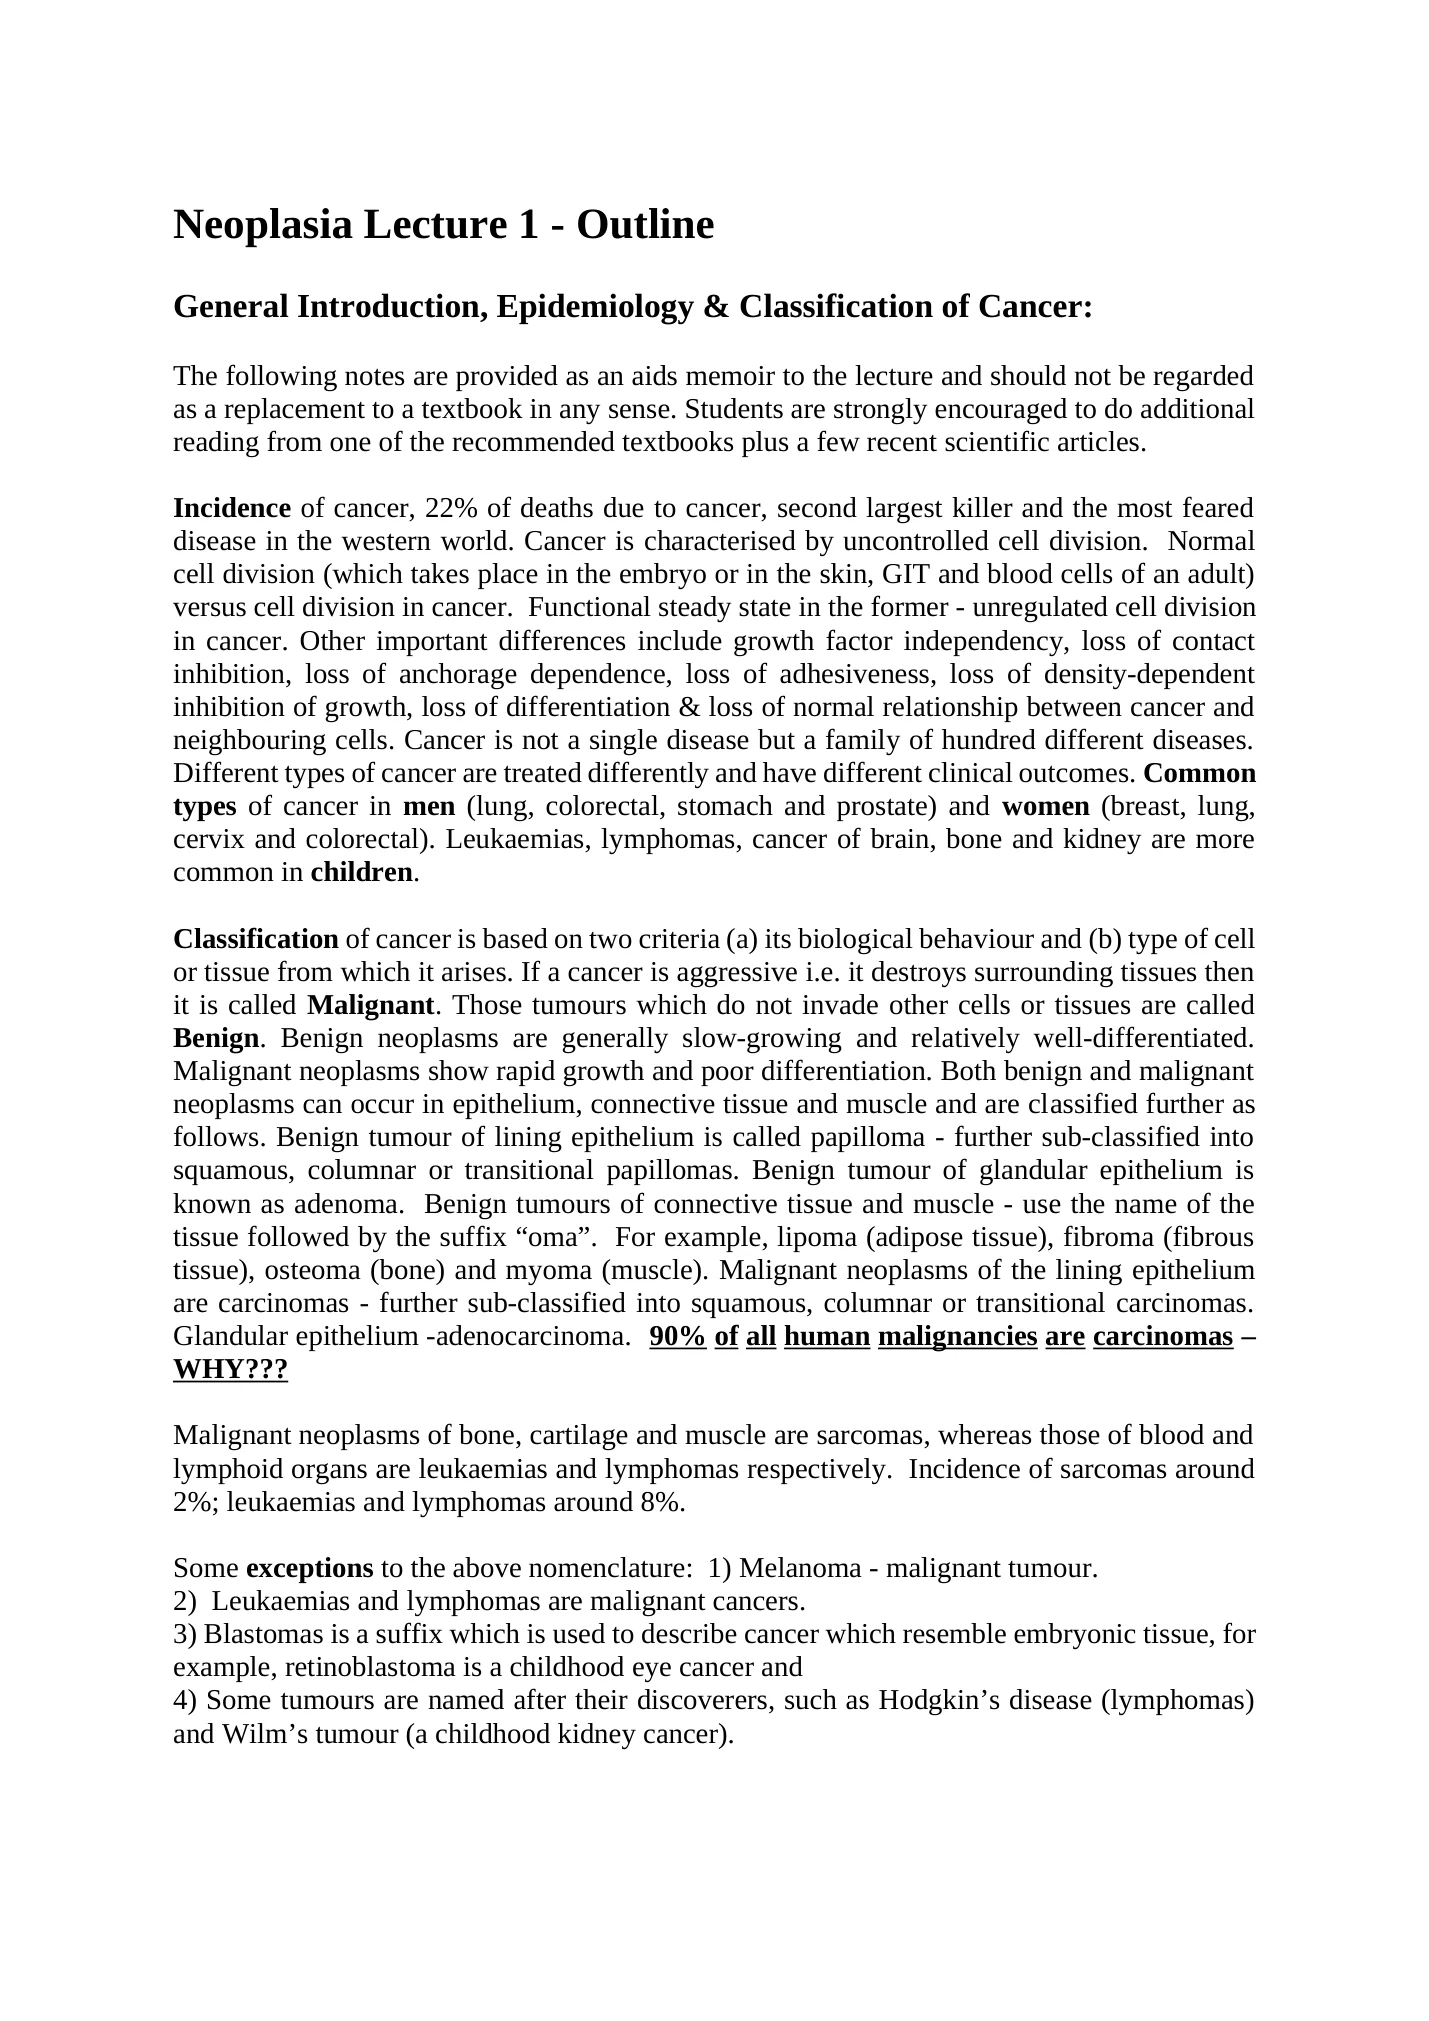 Neoplasia Lecture 1 - Outline
General Introduction, Epidemiology & Classification of Cancer:
The following notes are provided as an aids memoir to the lecture and should not be regarded
as a replacement to a textbook in any sense. Students are strongly encouraged to do additional
reading from one of the recommended textbooks plus a few recent scientific articles.
Incidence of cancer, 22% of deaths due to cancer, second largest killer and the most feared
disease in the western world. Cancer is characterised by uncontrolled cell division. Normal
cell division (which takes place in the embryo or in the skin, GIT and blood cells of an adult)
versus cell division in cancer. Functional steady state in the former - unregulated cell division
in cancer. Other important differences include growth factor independency, loss of contact
inhibition, loss of anchorage dependence, loss of adhesiveness, loss of density-dependent
inhibition of growth, loss of differentiation & loss of normal relationship between cancer and
neighbouring cells. Cancer is not a single disease but a family of hundred different diseases.
Different types of cancer are treated differently and have different clinical outcomes. Common
types of cancer in men (lung, colorectal, stomach and prostate) and women (breast, lung,
cervix and colorectal). Leukaemias, lymphomas, cancer of brain, bone and kidney are more
common in children.
Classification of cancer is based on two criteria (a) its biological behaviour and (b) type of cell
or tissue from which it arises. If a cancer is aggressive i.e. it destroys surrounding tissues then
it is called Malignant. Those tumours which do not invade other cells or tissues are called
Benign. Benign neoplasms are generally slow-growing and relatively well-differentiated.
Malignant neoplasms show rapid growth and poor differentiation. Both benign and malignant
neoplasms can occur in epithelium, connective tissue and muscle and are classified further as
follows. Benign tumour of lining epithelium is called papilloma - further sub-classified into
squamous, columnar or transitional papillomas. Benign tumour of glandular epithelium is
known as adenoma. Benign tumours of connective tissue and muscle - use the name of the
tissue followed by the suffix “oma”. For example, lipoma (adipose tissue), fibroma (fibrous
tissue), osteoma (bone) and myoma (muscle). Malignant neoplasms of the lining epithelium
are carcinomas - further sub-classified into squamous, columnar or transitional carcinomas.
Glandular epithelium -adenocarcinoma. 90% of all human malignancies are carcinomas –
WHY???
Malignant neoplasms of bone, cartilage and muscle are sarcomas, whereas those of blood and
lymphoid organs are leukaemias and lymphomas respectively. Incidence of sarcomas around
2%; leukaemias and lymphomas around 8%.
Some exceptions to the above nomenclature: 1) Melanoma - malignant tumour.
2) Leukaemias and lymphomas are malignant cancers.
3) Blastomas is a suffix which is used to describe cancer which resemble embryonic tissue, for
example, retinoblastoma is a childhood eye cancer and
4) Some tumours are named after their discoverers, such as Hodgkin’s disease (lymphomas)
and Wilm’s tumour (a childhood kidney cancer).